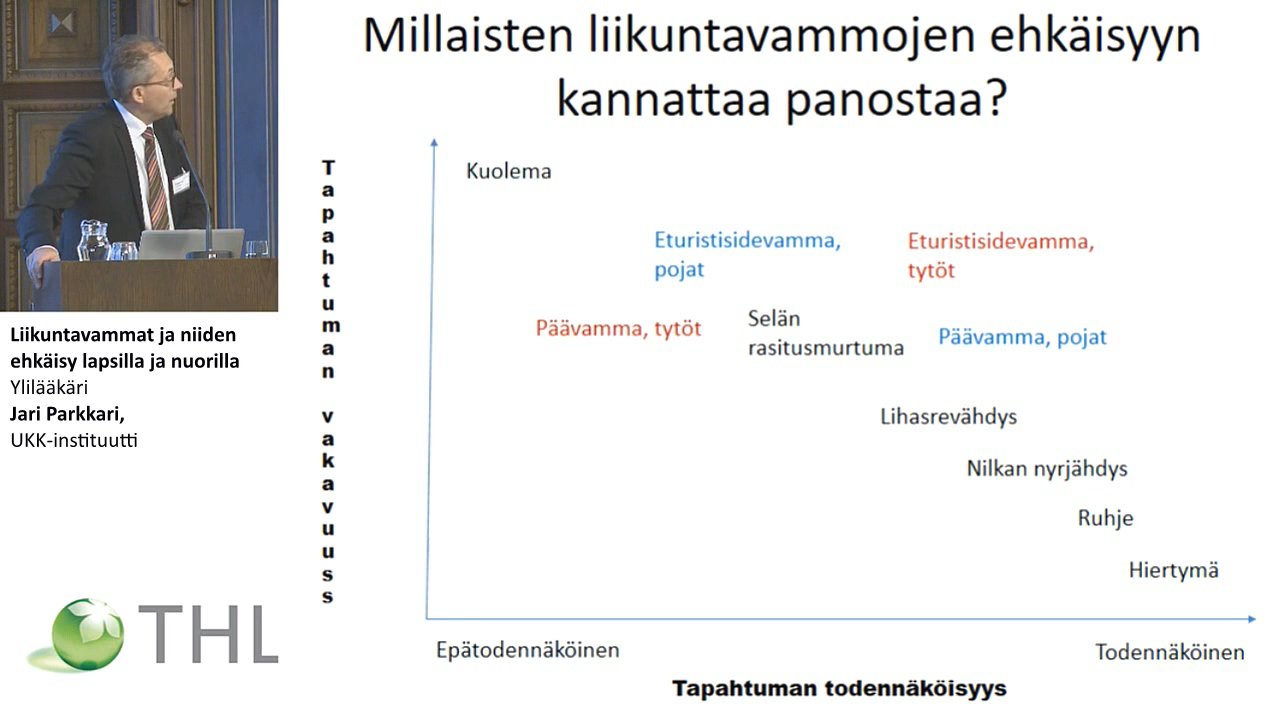 Millaisten liikuntavammojen ehkäisyyn
kannattaa panostaa?
Tapahtuman vakavuus
Kuolema
Eturistisidevamma,
pojat
Eturistisidevamma,
tytöt
Päävamma, tytöt
Selän
rasitusmurtuma
Päävamma, pojat
Lihasrevähdys
Nilkan nyrjähdys
Ruhje
Hiertymä
Epätodennäköinen
Todennäköinen
Tapahtuman todennäköisyys
Liikuntavammat ja niiden
ehkäisy lapsilla ja nuorilla
Ylilääkäri
Jari Parkkari,
UKK-instituutti
THL